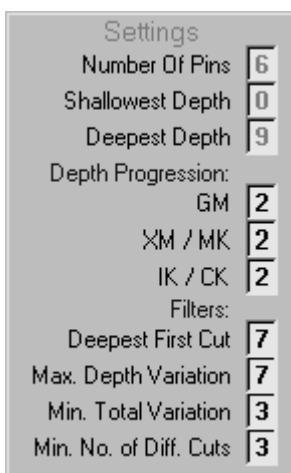 Settings
Number Of Pins 6
Shallowest Depth 0
Deepest Depth 9
Depth Progression:
GM 2
XM / MK 2
IK / CK 2
Filters:
Deepest First Cut 7
Max. Depth Variation 7
Min. Total Variation 3
Min. No. of Diff. Cuts 3